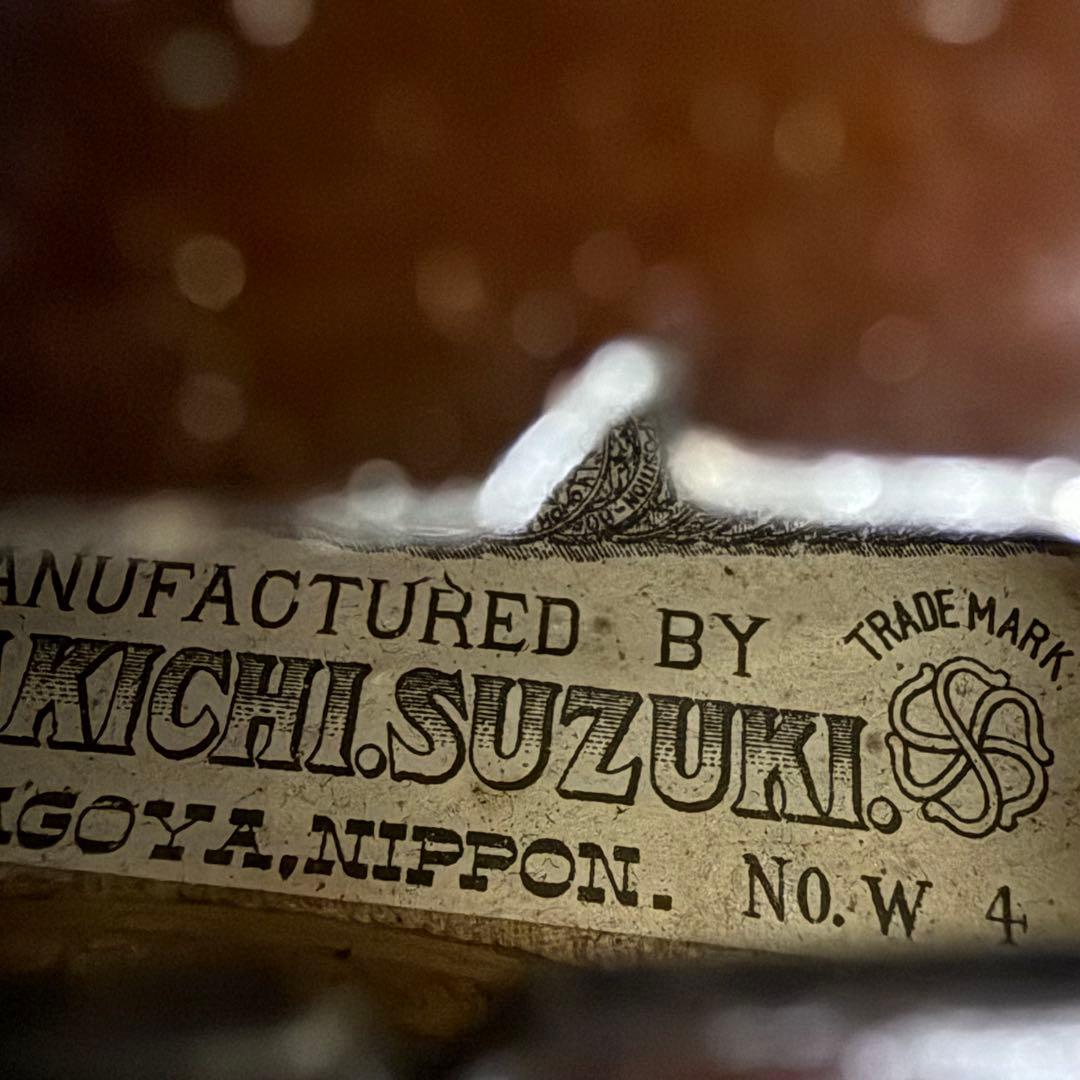 ANUFACTURED BY
TRADE MARK.
KICHI.SUZUKI.
GOYA,NIPPON. No. W 4